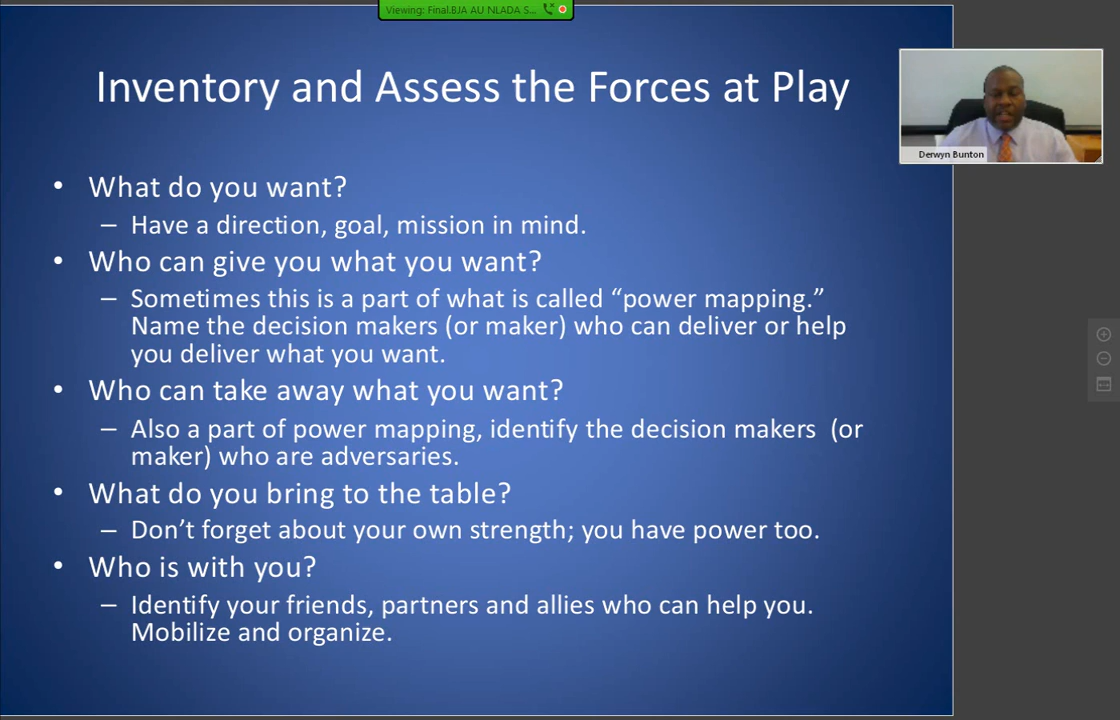 Viewing: Final.BJA AU NLADA S...
Inventory and Assess the Forces at Play
Derwyn Bunton
• What do you want?
– Have a direction, goal, mission in mind.
• Who can give you what you want?
– Sometimes this is a part of what is called “power mapping.”
Name the decision makers (or maker) who can deliver or help
you deliver what you want.
• Who can take away what you want?
– Also a part of power mapping, identify the decision makers (or
maker) who are adversaries.
• What do you bring to the table?
– Don’t forget about your own strength; you have power too.
• Who is with you?
– Identify your friends, partners and allies who can help you.
Mobilize and organize.